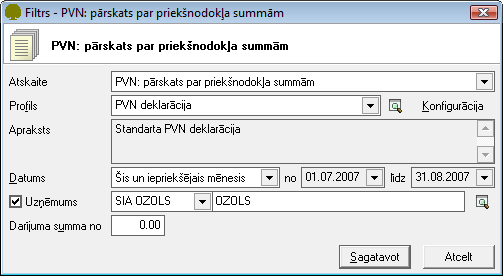 Filtrs - PVN: pārskats par priekšnodokļa summām
PVN: pārskats par priekšnodokļa summām
Atskaite PVN: pārskats par priekšnodokļa summām
Profils PVN deklarācija Konfigurācija
Apraksts Standarta PVN deklarācija
Datums Šis un iepriekšējais mēnesis no 01.07.2007 līdz 31.08.2007
Uzņēmums SIA OZOLS OZOLS
Darījuma summa no 0.00
Sagatavot Atcelt